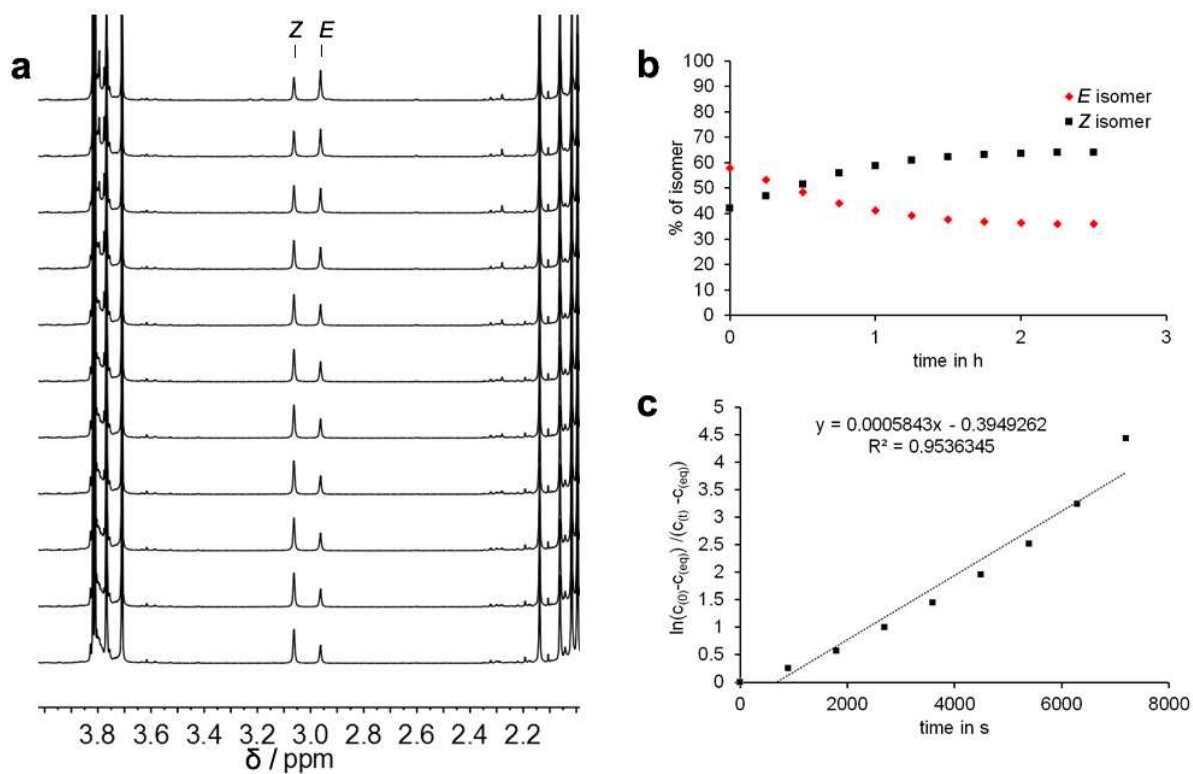 a
Z E
3.8 3.6 3.4 3.2 3.0 2.8 2.6 2.4 2.2
δ / ppm
b
100
90
80
70
60
50
40
30
20
10
0
% of isomer
E isomer
Z isomer
0 1 2 3
time in h
c
5
4.5
4
3.5
3
2.5
2
1.5
1
0.5
0
ln(c(0)-c(eq)) /(c(t) -c(eq))
y = 0.0005843x - 0.3949262
R² = 0.9536345
0 2000 4000 6000 8000
time in s